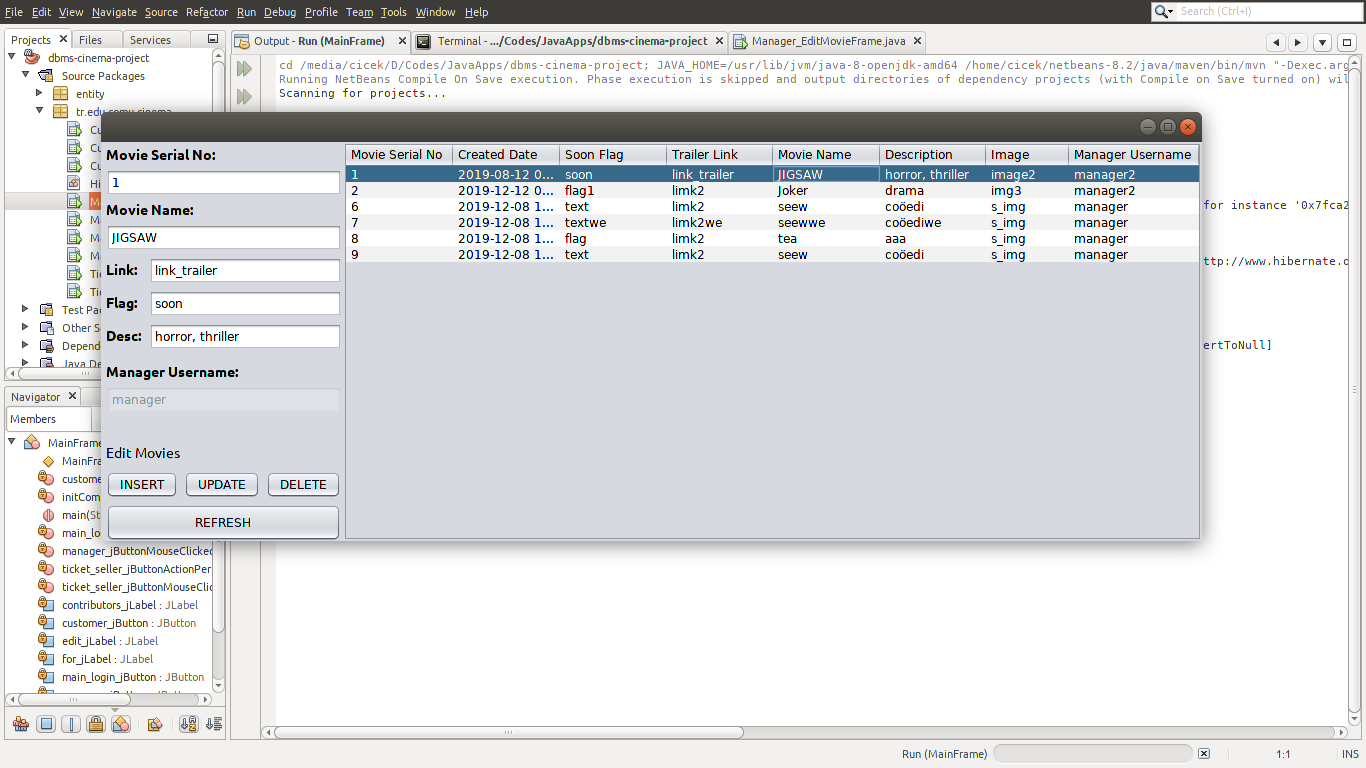 File Edit View Navigate Source Refactor Run Debug Profile Team Tools Window Help
Search (Ctrl+I)
Projects Files Services
Output - Run (MainFrame)
Terminal - .../Codes/JavaApps/dbms-cinema-project
Manager_EditMovieFrame.java
dbms-cinema-project
Source Packages
entity
tr.edu.comu.cinema
cd /media/cicek/D/Codes/JavaApps/dbms-cinema-project; JAVA_HOME=/usr/lib/jvm/java-8-openjdk-amd64 /home/cicek/netbeans-8.2/java/maven/bin/mvn "-Dexec.arg
Running NetBeans Compile On Save execution. Phase execution is skipped and output directories of dependency projects (with Compile on Save turned on) wil
Scanning for projects...
for instance '0x7fca2
ttp://www.hibernate.o
ertToNull]
Cu
Cu
Cu
Hi
M
Ma
Ma
Ma
Tic
Tic
Test Pa
Other S
Depend
Java De
Movie Serial No:
1
Movie Name:
JIGSAW
Link: link_trailer
Flag: soon
Desc: horror, thriller
Manager Username:
manager
Edit Movies
INSERT UPDATE DELETE
REFRESH
Movie Serial No Created Date Soon Flag Trailer Link Movie Name Description Image Manager Username
1 2019-08-12 0... soon link_trailer JIGSAW horror, thriller image2 manager2
2 2019-12-12 0... flag1 limk2 Joker drama img3 manager2
6 2019-12-08 1... text limk2 seew coöedi s_img manager
7 2019-12-08 1... textwe limk2we seewwe coöediwe s_img manager
8 2019-12-08 1... flag limk2 tea aaa s_img manager
9 2019-12-08 1... text limk2 seew coöedi s_img manager
Navigator
Members
MainFrame
MainFra
custome
initCom
main(St
main_lo
manager_jButtonMouseClicked
ticket_seller_jButtonActionPer
ticket_seller_jButtonMouseClic
contributors_jLabel : JLabel
customer_jButton : JButton
edit_jLabel : JLabel
for_jLabel : JLabel
main_login_jButton : JButton
Run (MainFrame)
1:1
INS